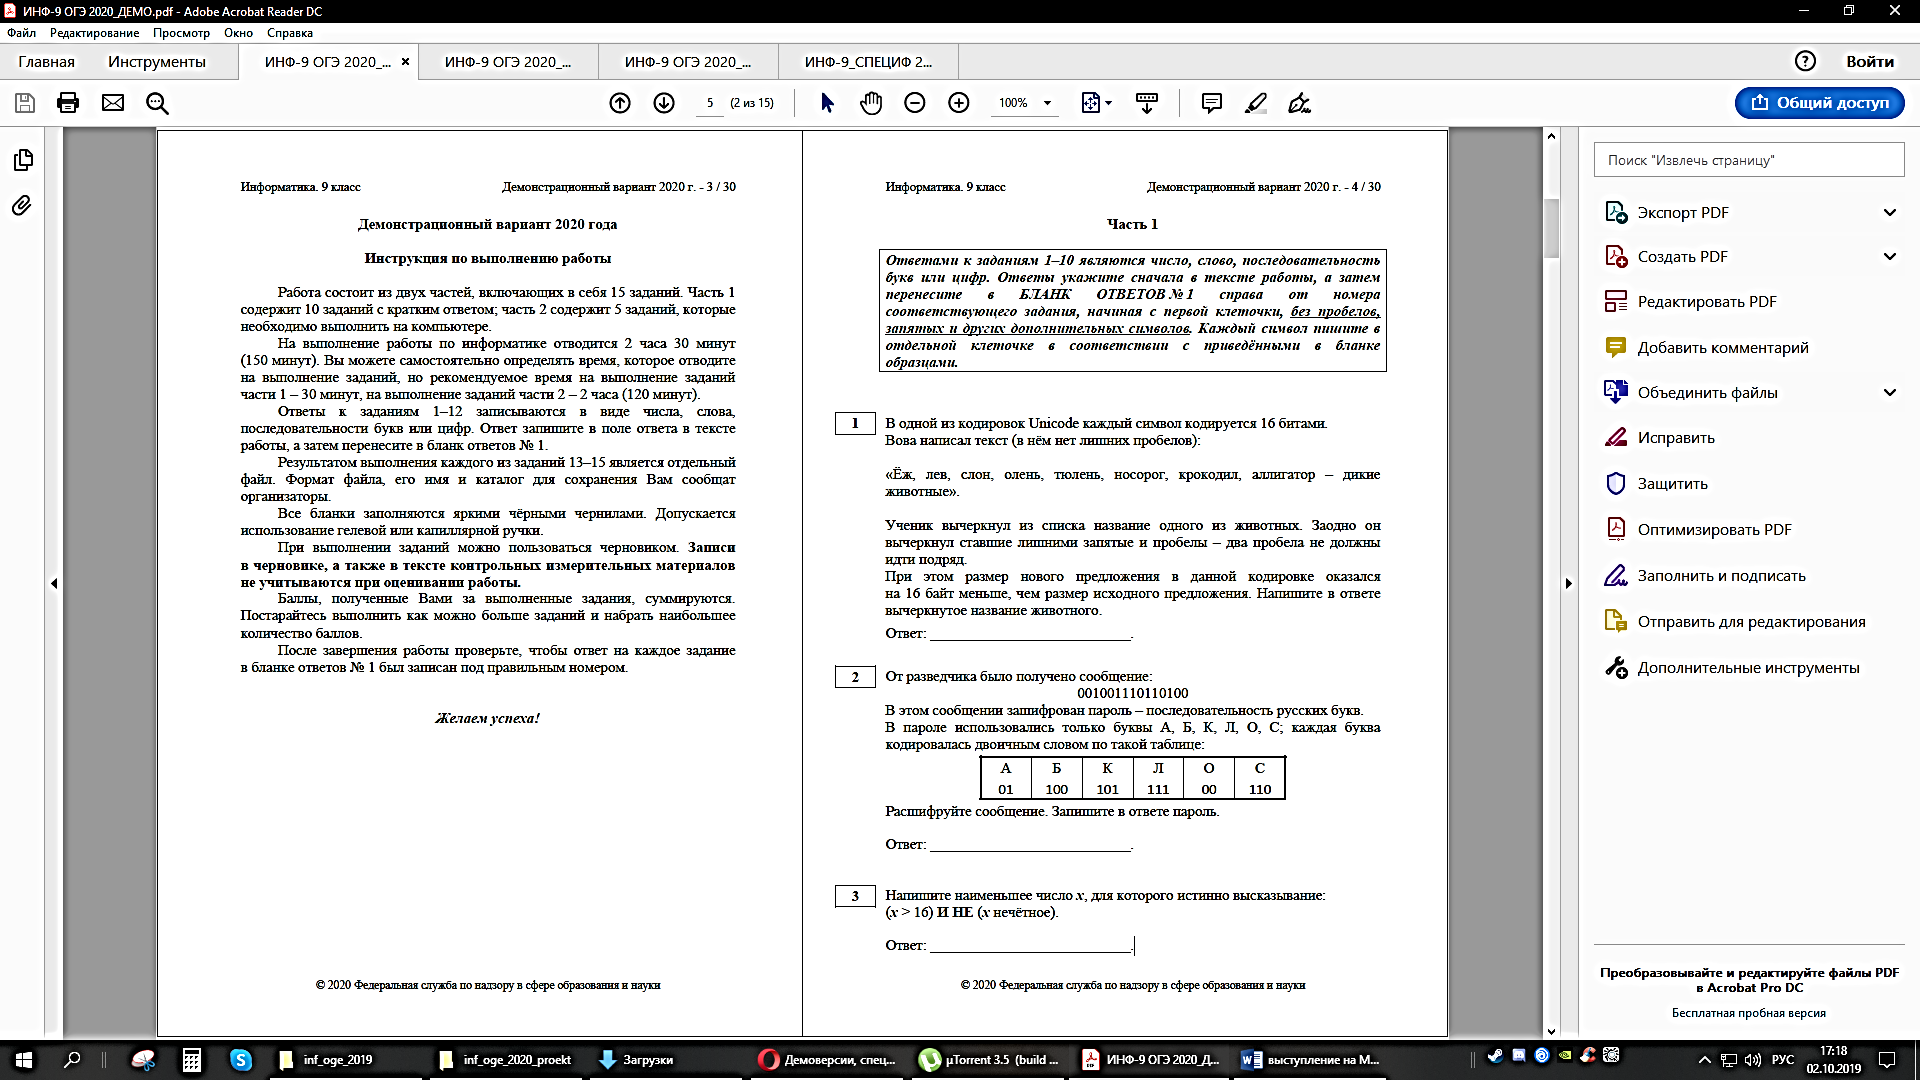 ИНФ-9 ОГЭ 2020_ДЕМО.pdf - Adobe Acrobat Reader DC
Файл Редактирование Просмотр Окно Справка
Главная Инструменты ИНФ-9 ОГЭ 2020_... × ИНФ-9 ОГЭ 2020_... ИНФ-9 ОГЭ 2020_... ИНФ-9_СПЕЦИФ 2... Войти
5 (2 из 15) 100% Общий доступ
Информатика. 9 класс Демонстрационный вариант 2020 г. - 3 / 30
Демонстрационный вариант 2020 года
Инструкция по выполнению работы
Работа состоит из двух частей, включающих в себя 15 заданий. Часть 1
содержит 10 заданий с кратким ответом; часть 2 содержит 5 заданий, которые
необходимо выполнить на компьютере.
На выполнение работы по информатике отводится 2 часа 30 минут
(150 минут). Вы можете самостоятельно определять время, которое отводите
на выполнение заданий, но рекомендуемое время на выполнение заданий
части 1 – 30 минут, на выполнение заданий части 2 – 2 часа (120 минут).
Ответы к заданиям 1–12 записываются в виде числа, слова,
последовательности букв или цифр. Ответ запишите в поле ответа в тексте
работы, а затем перенесите в бланк ответов № 1.
Результатом выполнения каждого из заданий 13–15 является отдельный
файл. Формат файла, его имя и каталог для сохранения Вам сообщат
организаторы.
Все бланки заполняются яркими чёрными чернилами. Допускается
использование гелевой или капиллярной ручки.
При выполнении заданий можно пользоваться черновиком. Записи
в черновике, а также в тексте контрольных измерительных материалов
не учитываются при оценивании работы.
Баллы, полученные Вами за выполненные задания, суммируются.
Постарайтесь выполнить как можно больше заданий и набрать наибольшее
количество баллов.
После завершения работы проверьте, чтобы ответ на каждое задание
в бланке ответов № 1 был записан под правильным номером.
Желаем успеха!
© 2020 Федеральная служба по надзору в сфере образования и науки
Информатика. 9 класс Демонстрационный вариант 2020 г. - 4 / 30
Часть 1
Ответами к заданиям 1–10 являются число, слово, последовательность
букв или цифр. Ответы укажите сначала в тексте работы, а затем
перенесите в БЛАНК ОТВЕТОВ № 1 справа от номера
соответствующего задания, начиная с первой клеточки, без пробелов,
запятых и других дополнительных символов. Каждый символ пишите в
отдельной клеточке в соответствии с приведёнными в бланке
образцами.
1 В одной из кодировок Unicode каждый символ кодируется 16 битами.
Вова написал текст (в нём нет лишних пробелов):
«Ёж, лев, слон, олень, тюлень, носорог, крокодил, аллигатор – дикие
животные».
Ученик вычеркнул из списка название одного из животных. Заодно он
вычеркнул ставшие лишними запятые и пробелы – два пробела не должны
идти подряд.
При этом размер нового предложения в данной кодировке оказался
на 16 байт меньше, чем размер исходного предложения. Напишите в ответе
вычеркнутое название животного.
Ответ: ____________________________.
2 От разведчика было получено сообщение:
001001110110100
В этом сообщении зашифрован пароль – последовательность русских букв.
В пароле использовались только буквы А, Б, К, Л, О, С; каждая буква
кодировалась двоичным словом по такой таблице:
А Б К Л О С
01 100 101 111 00 110
Расшифруйте сообщение. Запишите в ответе пароль.
Ответ: ____________________________.
3 Напишите наименьшее число x, для которого истинно высказывание:
(x > 16) И НЕ (x нечётное).
Ответ: ____________________________.
© 2020 Федеральная служба по надзору в сфере образования и науки
Поиск "Извлечь страницу"
Экспорт PDF
Создать PDF
Редактировать PDF
Добавить комментарий
Объединить файлы
Исправить
Защитить
Оптимизировать PDF
Заполнить и подписать
Отправить для редактирования
Дополнительные инструменты
Преобразовывайте и редактируйте файлы PDF
в Acrobat Pro DC
Бесплатная пробная версия
inf_oge_2019 inf_oge_2020_proekt Загрузки Демоверсии, спец... µTorrent 3.5 (build ... ИНФ-9 ОГЭ 2020_Д... выступление на М... РУС 17:18
02.10.2019